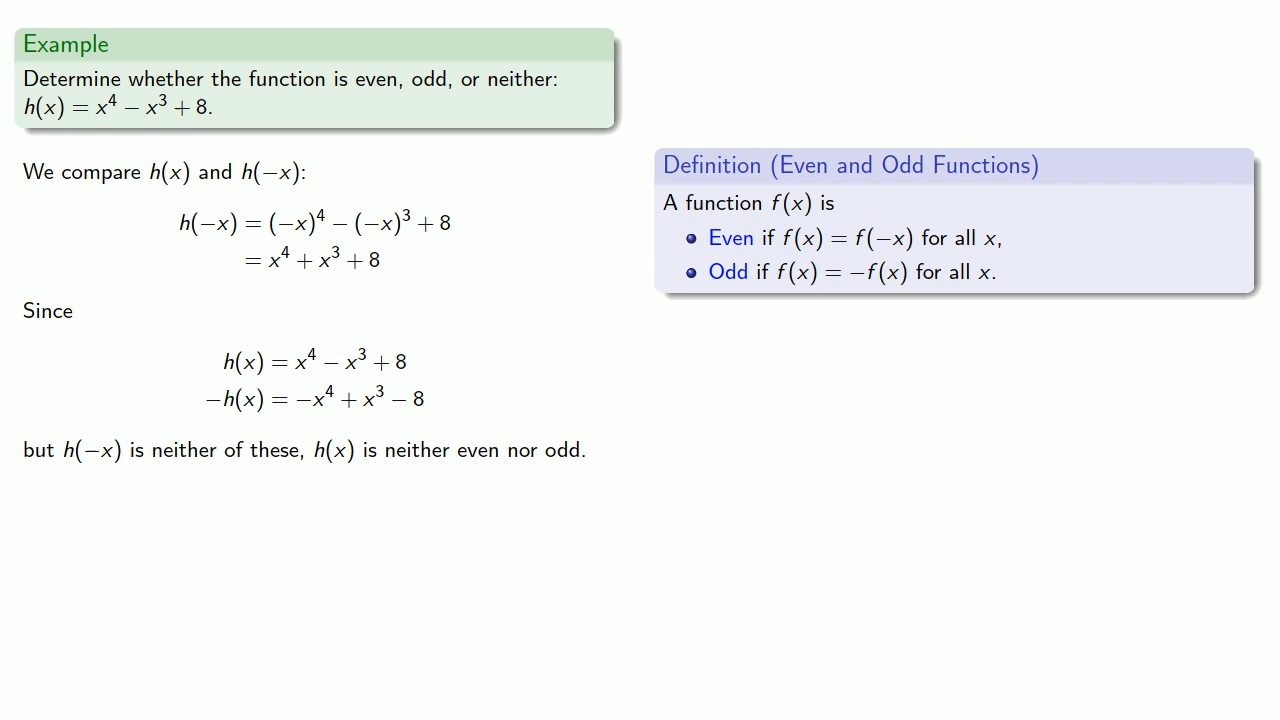 Example
Determine whether the function is even, odd, or neither:
h(x) = x⁴ − x³ + 8.
We compare h(x) and h(−x):
h(−x) = (−x)⁴ − (−x)³ + 8
= x⁴ + x³ + 8
Since
h(x) = x⁴ − x³ + 8
−h(x) = −x⁴ + x³ − 8
but h(−x) is neither of these, h(x) is neither even nor odd.
Definition (Even and Odd Functions)
A function f(x) is
• Even if f(x) = f(−x) for all x,
• Odd if f(x) = −f(x) for all x.